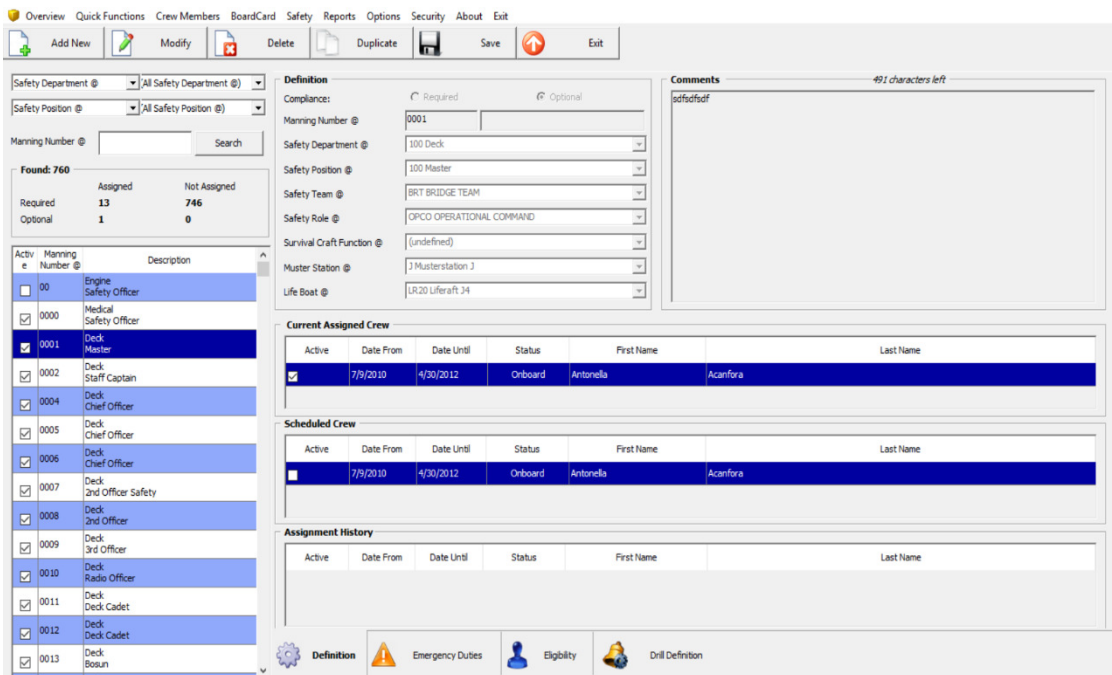 Overview Quick Functions Crew Members BoardCard Safety Reports Options Security About Exit
Add New Modify Delete Duplicate Save Exit
Safety Department @ (All Safety Department @)
Safety Position @ (All Safety Position @)
Manning Number @ Search
Found: 760
Assigned Not Assigned
Required 13 746
Optional 1 0
Active Manning Number @ Description
00 Engine
Safety Officer
0000 Medical
Safety Officer
0001 Deck
Master
0002 Deck
Staff Captain
0004 Deck
Chief Officer
0005 Deck
Chief Officer
0006 Deck
Chief Officer
0007 Deck
2nd Officer Safety
0008 Deck
2nd Officer
0009 Deck
3rd Officer
0010 Deck
Radio Officer
0011 Deck
Deck Cadet
0012 Deck
Deck Cadet
0013 Deck
Bosun
Definition
Compliance: Required Optional
Manning Number @ 0001
Safety Department @ 100 Deck
Safety Position @ 100 Master
Safety Team @ BRT BRIDGE TEAM
Safety Role @ OPCO OPERATIONAL COMMAND
Survival Craft Function @ (undefined)
Muster Station @ J Musterstation J
Life Boat @ LR20 Liferaft J4
Comments 491 characters left
sdfsdfsdf
Current Assigned Crew
Active Date From Date Until Status First Name Last Name
7/9/2010 4/30/2012 Onboard Antonella Acanfora
Scheduled Crew
Active Date From Date Until Status First Name Last Name
7/9/2010 4/30/2012 Onboard Antonella Acanfora
Assignment History
Active Date From Date Until Status First Name Last Name
Definition Emergency Duties Eligibility Drill Definition